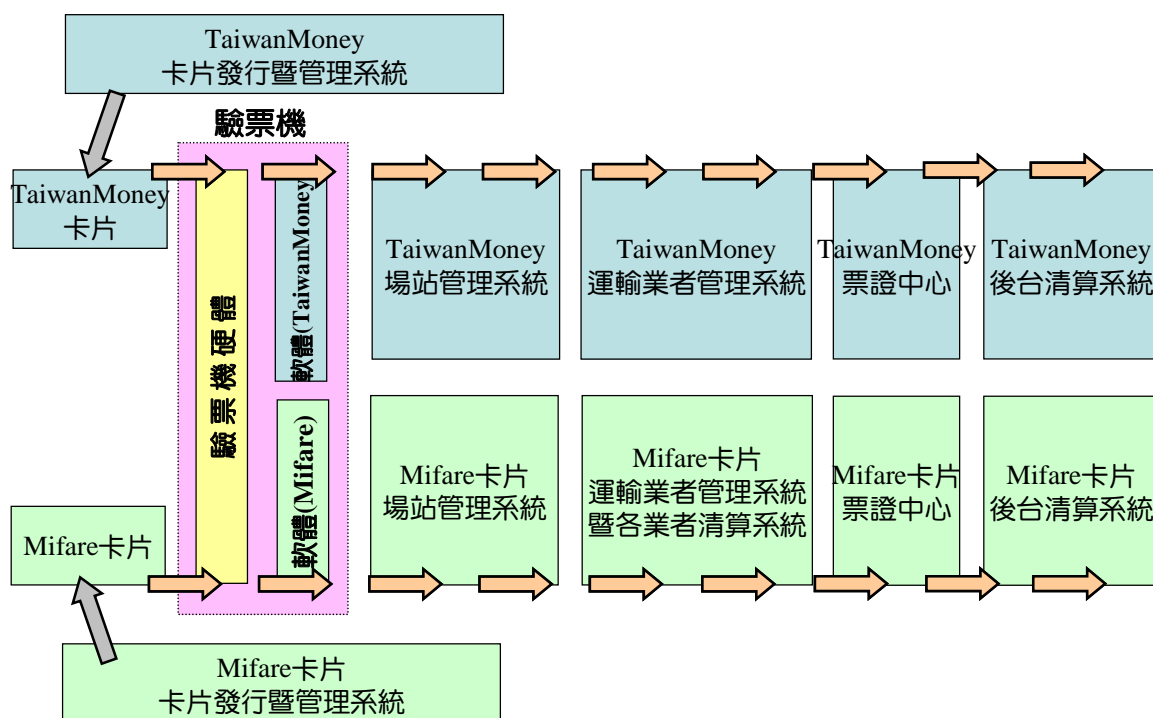 TaiwanMoney
卡片發行暨管理系統
驗票機
TaiwanMoney
卡片
驗票機硬體
軟體(TaiwanMoney)
TaiwanMoney
場站管理系統
TaiwanMoney
運輸業者管理系統
TaiwanMoney
票證中心
TaiwanMoney
後台清算系統
Mifare卡片
軟體(Mifare)
Mifare卡片
場站管理系統
Mifare卡片
運輸業者管理系統
暨各業者清算系統
Mifare卡片
票證中心
Mifare卡片
後台清算系統
Mifare卡片
卡片發行暨管理系統